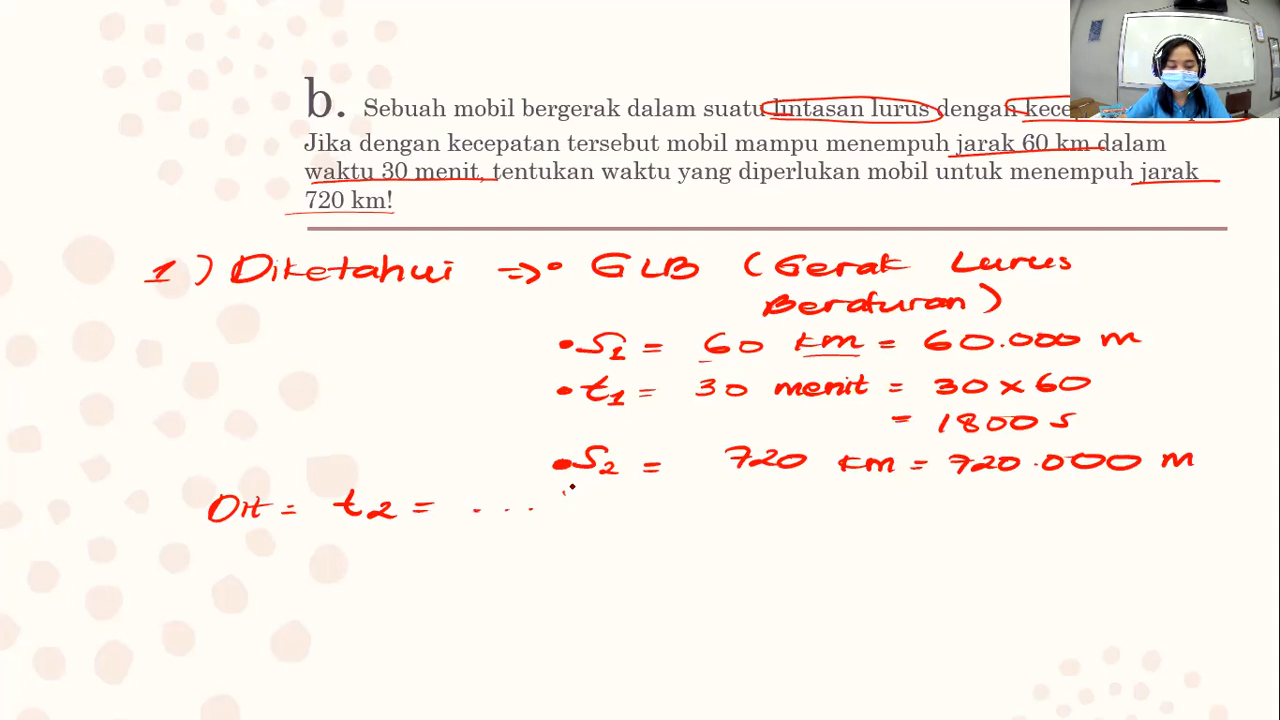 b. Sebuah mobil bergerak dalam suatu lintasan lurus dengan
Jika dengan kecepatan tersebut mobil mampu menempuh jarak 60 km dalam
waktu 30 menit, tentukan waktu yang diperlukan mobil untuk menempuh jarak
720 km!
1) Diketahui => • GLB (Gerak Lurus
Beraturan)
• S1 = 60 km = 60.000 m
• t1 = 30 menit = 30 x 60
= 1800 s
• S2 = 720 km = 720.000 m
Dit = t2 = ....